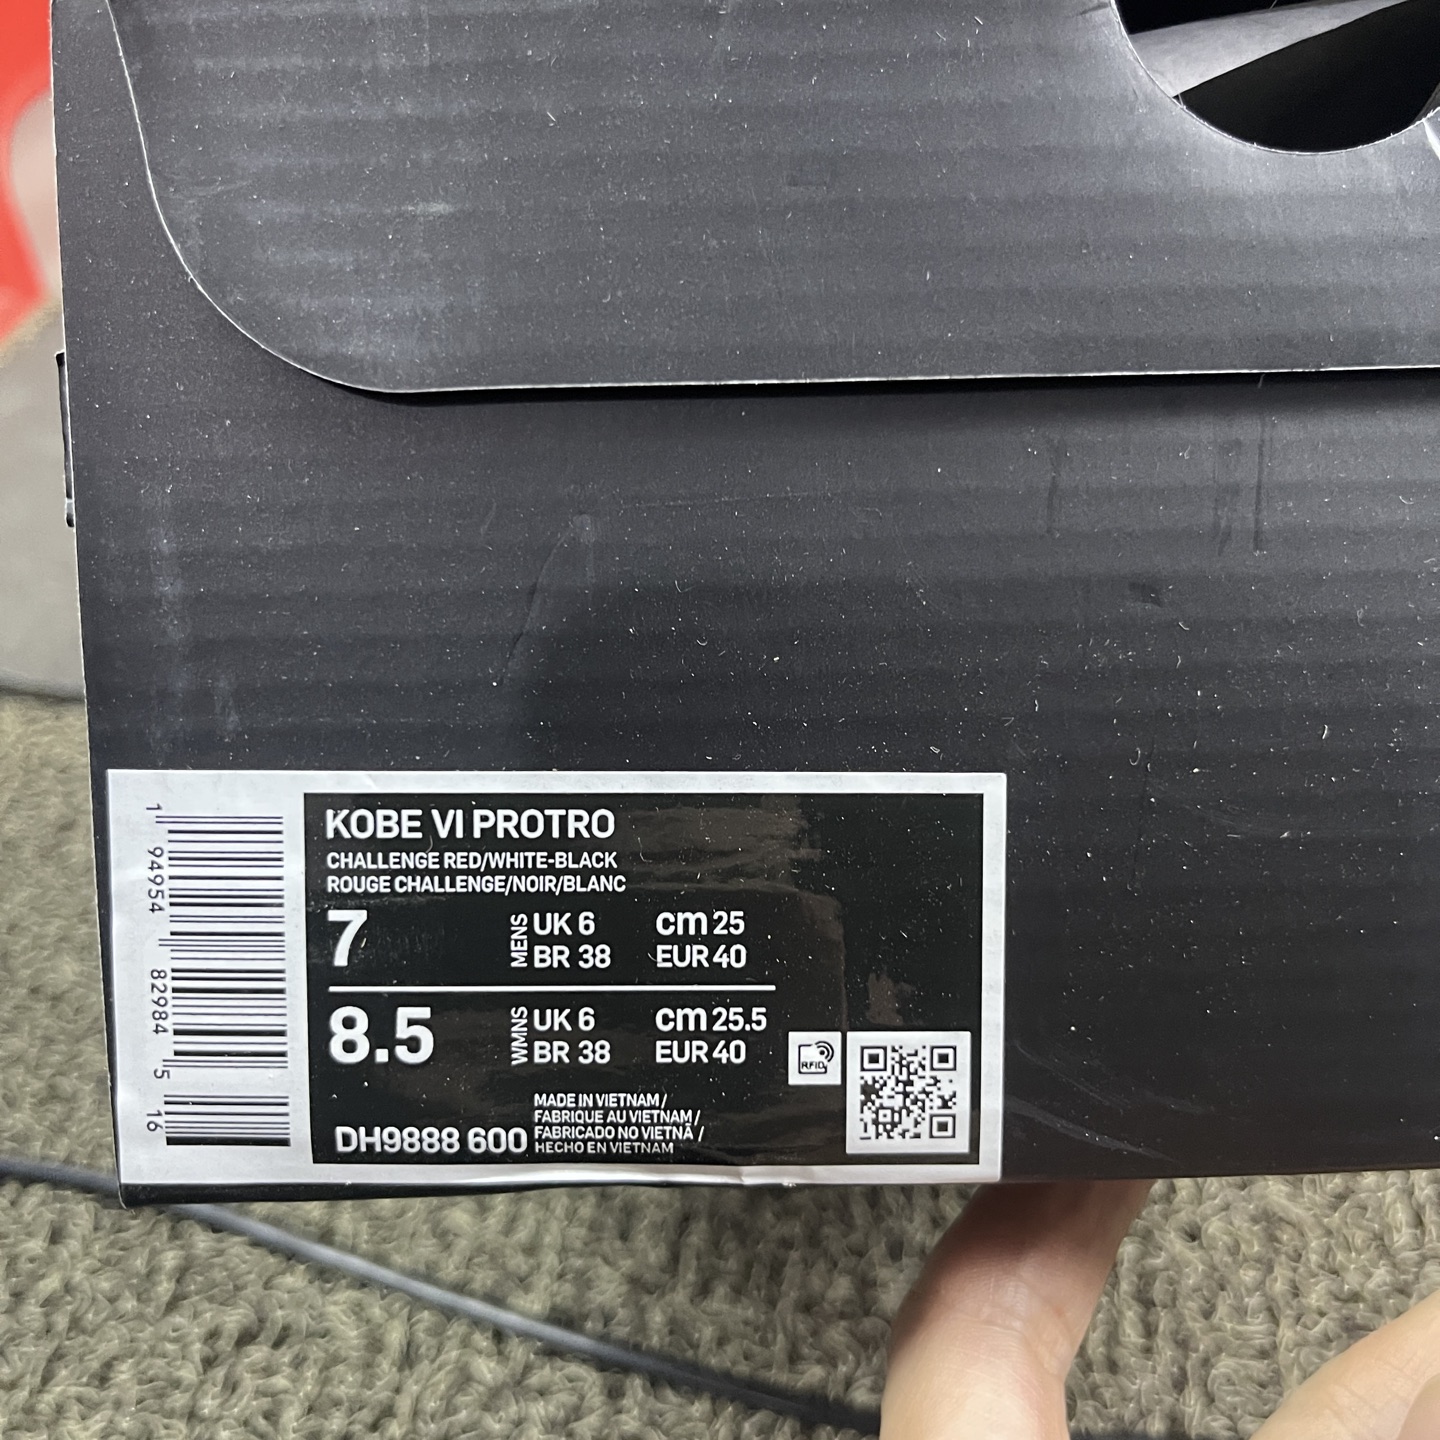 KOBE VI PROTRO
CHALLENGE RED/WHITE-BLACK
ROUGE CHALLENGE/NOIR/BLANC
7 MENS UK 6 cm 25
BR 38 EUR 40
8.5 WMNS UK 6 cm 25.5
BR 38 EUR 40
MADE IN VIETNAM /
FABRIQUE AU VIETNAM /
FABRICADO NO VIETNÃ /
HECHO EN VIETNAM
DH9888 600
RFID
1 94954 82984 5 16